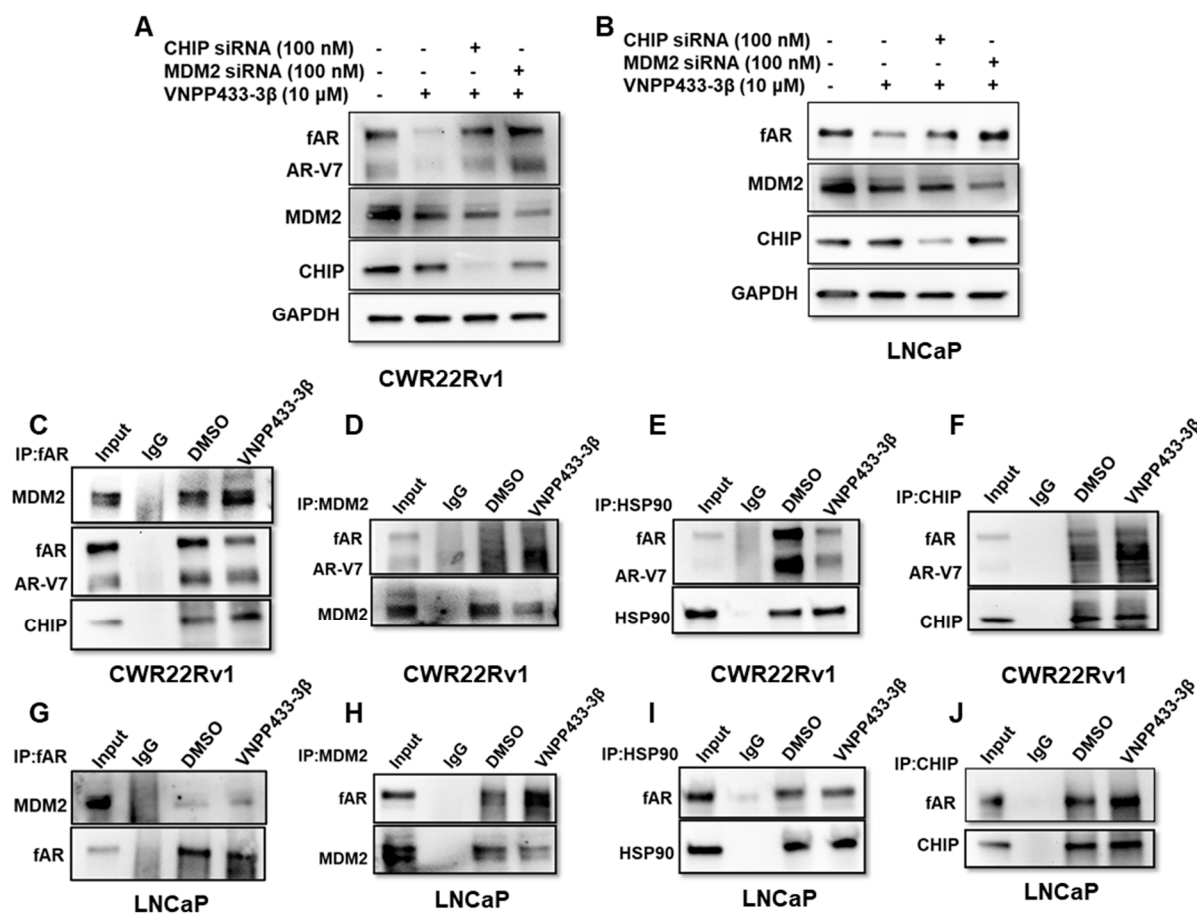 A
CHIP siRNA (100 nM) - - + -
MDM2 siRNA (100 nM) - - - +
VNPP433-3β (10 µM) - + + +
fAR
AR-V7
MDM2
CHIP
GAPDH
CWR22Rv1
B
CHIP siRNA (100 nM) - - + -
MDM2 siRNA (100 nM) - - - +
VNPP433-3β (10 µM) - + + +
fAR
MDM2
CHIP
GAPDH
LNCaP
C
IP:fAR
Input IgG DMSO VNPP433-3β
MDM2
fAR
AR-V7
CHIP
CWR22Rv1
D
IP:MDM2
Input IgG DMSO VNPP433-3β
fAR
AR-V7
MDM2
E
IP:HSP90
Input IgG DMSO VNPP433-3β
fAR
AR-V7
HSP90
CWR22Rv1
F
IP:CHIP
Input IgG DMSO VNPP433-3β
fAR
AR-V7
CHIP
CWR22Rv1
G
IP:fAR
Input IgG DMSO VNPP433-3β
MDM2
fAR
LNCaP
H
IP:MDM2
Input IgG DMSO VNPP433-3β
fAR
MDM2
I
IP:HSP90
Input IgG DMSO VNPP433-3β
fAR
HSP90
LNCaP
J
IP:CHIP
Input IgG DMSO VNPP433-3β
fAR
CHIP
LNCaP